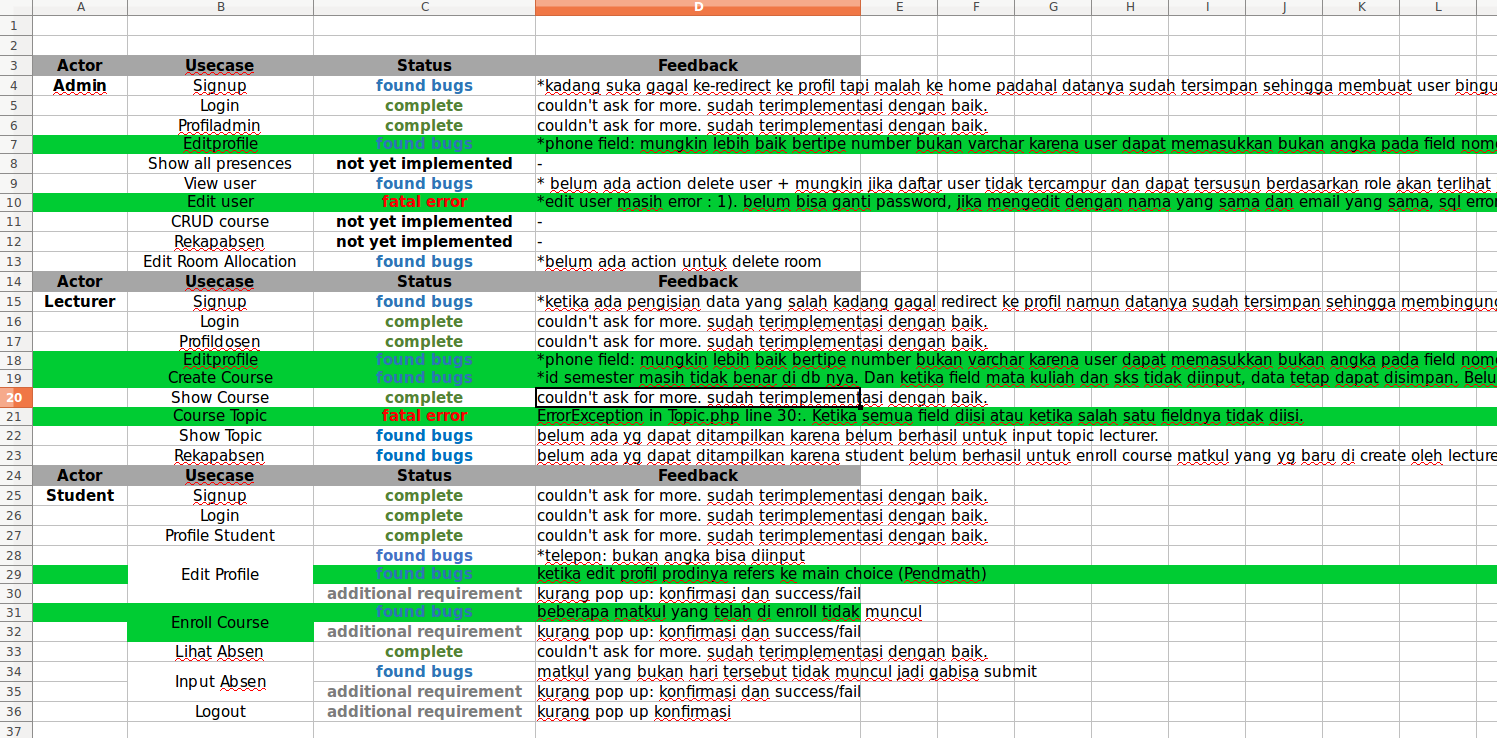 A B C D E F G H I J K L
1
2
3 Actor Usecase Status Feedback
4 Admin Signup found bugs *kadang suka gagal ke-redirect ke profil tapi malah ke home padahal datanya sudah tersimpan sehingga membuat user bingu
5 Login complete couldn't ask for more. sudah terimplementasi dengan baik.
6 Profiladmin complete couldn't ask for more. sudah terimplementasi dengan baik.
7 Editprofile found bugs *phone field: mungkin lebih baik bertipe number bukan varchar karena user dapat memasukkan bukan angka pada field nome
8 Show all presences not yet implemented -
9 View user found bugs * belum ada action delete user + mungkin jika daftar user tidak tercampur dan dapat tersusun berdasarkan role akan terlihat
10 Edit user fatal error *edit user masih error : 1). belum bisa ganti password, jika mengedit dengan nama yang sama dan email yang sama, sql error
11 CRUD course not yet implemented -
12 Rekapabsen not yet implemented -
13 Edit Room Allocation found bugs *belum ada action untuk delete room
14 Actor Usecase Status Feedback
15 Lecturer Signup found bugs *ketika ada pengisian data yang salah kadang gagal redirect ke profil namun datanya sudah tersimpan sehingga membingung
16 Login complete couldn't ask for more. sudah terimplementasi dengan baik.
17 Profildosen complete couldn't ask for more. sudah terimplementasi dengan baik.
18 Editprofile found bugs *phone field: mungkin lebih baik bertipe number bukan varchar karena user dapat memasukkan bukan angka pada field nome
19 Create Course found bugs *id semester masih tidak benar di db nya. Dan ketika field mata kuliah dan sks tidak diinput, data tetap dapat disimpan. Belu
20 Show Course complete couldn't ask for more. sudah terimplementasi dengan baik.
21 Course Topic fatal error ErrorException in Topic.php line 30:. Ketika semua field diisi atau ketika salah satu fieldnya tidak diisi.
22 Show Topic found bugs belum ada yg dapat ditampilkan karena belum berhasil untuk input topic lecturer.
23 Rekapabsen found bugs belum ada yg dapat ditampilkan karena student belum berhasil untuk enroll course matkul yang yg baru di create oleh lecture
24 Actor Usecase Status Feedback
25 Student Signup complete couldn't ask for more. sudah terimplementasi dengan baik.
26 Login complete couldn't ask for more. sudah terimplementasi dengan baik.
27 Profile Student complete couldn't ask for more. sudah terimplementasi dengan baik.
28 found bugs *telepon: bukan angka bisa diinput
29 Edit Profile found bugs ketika edit profil prodinya refers ke main choice (Pendmath)
30 additional requirement kurang pop up: konfirmasi dan success/fail
31 Enroll Course found bugs beberapa matkul yang telah di enroll tidak muncul
32 additional requirement kurang pop up: konfirmasi dan success/fail
33 Lihat Absen complete couldn't ask for more. sudah terimplementasi dengan baik.
34 Input Absen found bugs matkul yang bukan hari tersebut tidak muncul jadi gabisa submit
35 additional requirement kurang pop up: konfirmasi dan success/fail
36 Logout additional requirement kurang pop up konfirmasi
37